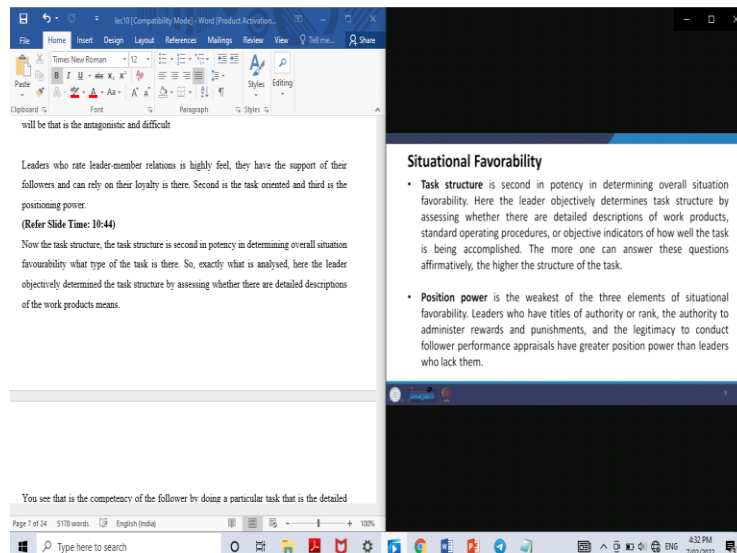 lec10 [Compatibility Mode] - Word (Product Activation...
File Home Insert Design Layout References Mailings Review View Tell me... Share
Times New Roman 12
Paste
B I U abc x₂ x²
Styles Editing
A Aa A A
Clipboard Font Paragraph Styles
will be that is the antagonistic and difficult
Leaders who rate leader-member relations is highly feel, they have the support of their
followers and can rely on their loyalty is there. Second is the task oriented and third is the
positioning power.
(Refer Slide Time: 10:44)
Now the task structure, the task structure is second in potency in determining overall situation
favourability what type of the task is there. So, exactly what is analysed, here the leader
objectively determined the task structure by assessing whether there are detailed descriptions
of the work products means.
You see that is the competency of the follower by doing a particular task that is the detailed
Page 7 of 24 5178 words English (India) 100%
Situational Favorability
• Task structure is second in potency in determining overall situation
favorability. Here the leader objectively determines task structure by
assessing whether there are detailed descriptions of work products,
standard operating procedures, or objective indicators of how well the task
is being accomplished. The more one can answer these questions
affirmatively, the higher the structure of the task.
• Position power is the weakest of the three elements of situational
favorability. Leaders who have titles of authority or rank, the authority to
administer rewards and punishments, and the legitimacy to conduct
follower performance appraisals have greater position power than leaders
who lack them.
swayam
9
Type here to search
ENG
4:32 PM